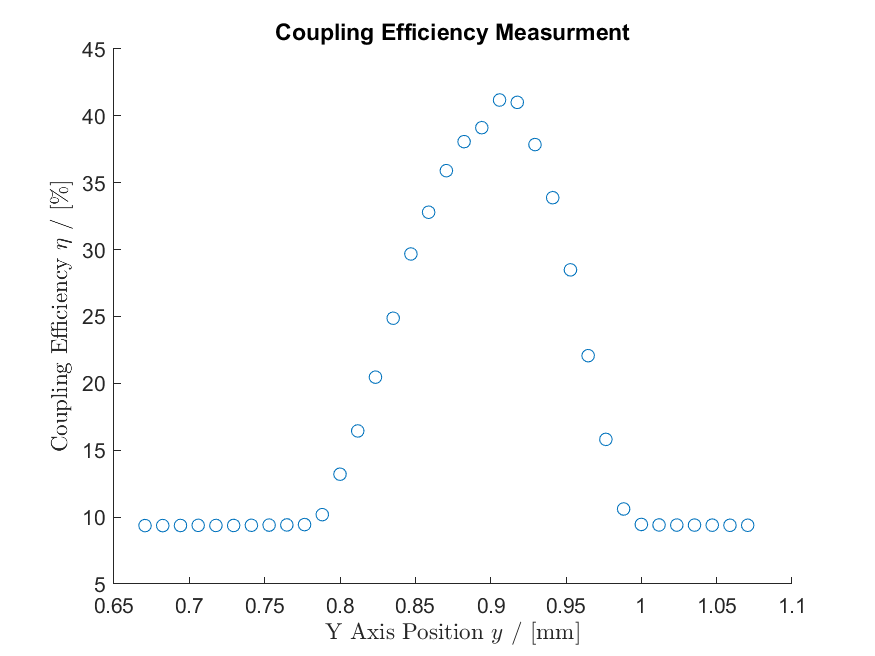 Coupling Efficiency Measurment
45
40
35
30
25
20
15
10
5
Coupling Efficiency η / [%]
0.65 0.7 0.75 0.8 0.85 0.9 0.95 1 1.05 1.1
Y Axis Position y / [mm]